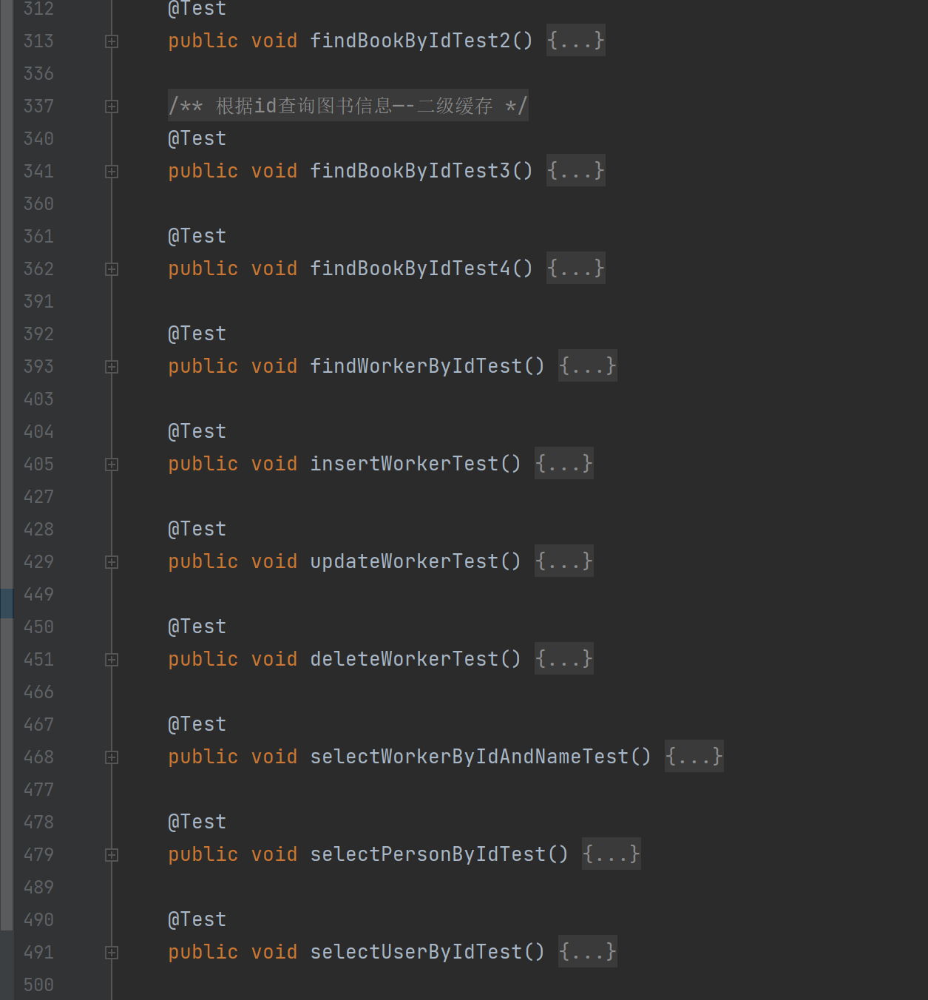 312 @Test
313 public void findBookByIdTest2() {...}
336
337 /** 根据id查询图书信息—-二级缓存 */
340 @Test
341 public void findBookByIdTest3() {...}
360
361 @Test
362 public void findBookByIdTest4() {...}
391
392 @Test
393 public void findWorkerByIdTest() {...}
403
404 @Test
405 public void insertWorkerTest() {...}
427
428 @Test
429 public void updateWorkerTest() {...}
449
450 @Test
451 public void deleteWorkerTest() {...}
466
467 @Test
468 public void selectWorkerByIdAndNameTest() {...}
477
478 @Test
479 public void selectPersonByIdTest() {...}
489
490 @Test
491 public void selectUserByIdTest() {...}
500